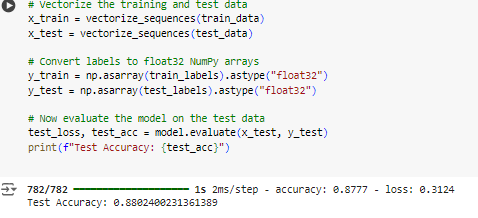 # Vectorize the training and test data
x_train = vectorize_sequences(train_data)
x_test = vectorize_sequences(test_data)
# Convert labels to float32 NumPy arrays
y_train = np.asarray(train_labels).astype("float32")
y_test = np.asarray(test_labels).astype("float32")
# Now evaluate the model on the test data
test_loss, test_acc = model.evaluate(x_test, y_test)
print(f"Test Accuracy: {test_acc}")
782/782 ━━━━━━━━━━━━━━━━━━━━ 1s 2ms/step - accuracy: 0.8777 - loss: 0.3124
Test Accuracy: 0.8802400231361389